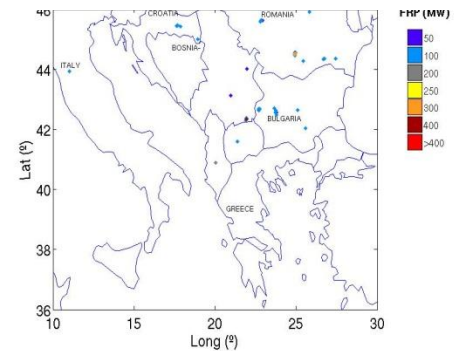 46
CROATIA
ROMANIA
FRP (MW)
BOSNIA
50
100
ITALY
200
44
250
300
400
>400
BULGARIA
42
Lat (º)
40
GREECE
38
36
10 15 20 25 30
Long (º)